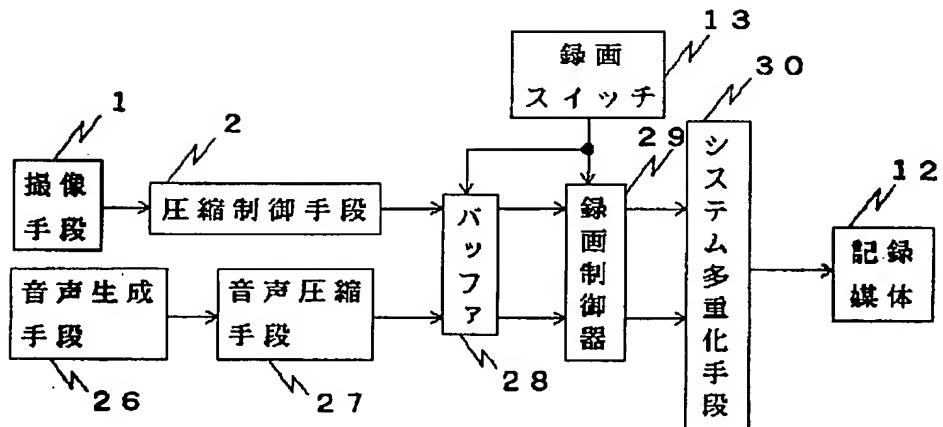 13
録画
スイッチ
30
1
撮像
手段
2
圧縮制御手段
バッファ
29
録画制御器
システム多重化手段
12
記録
媒体
音声生成
手段
26
音声圧縮
手段
27
28